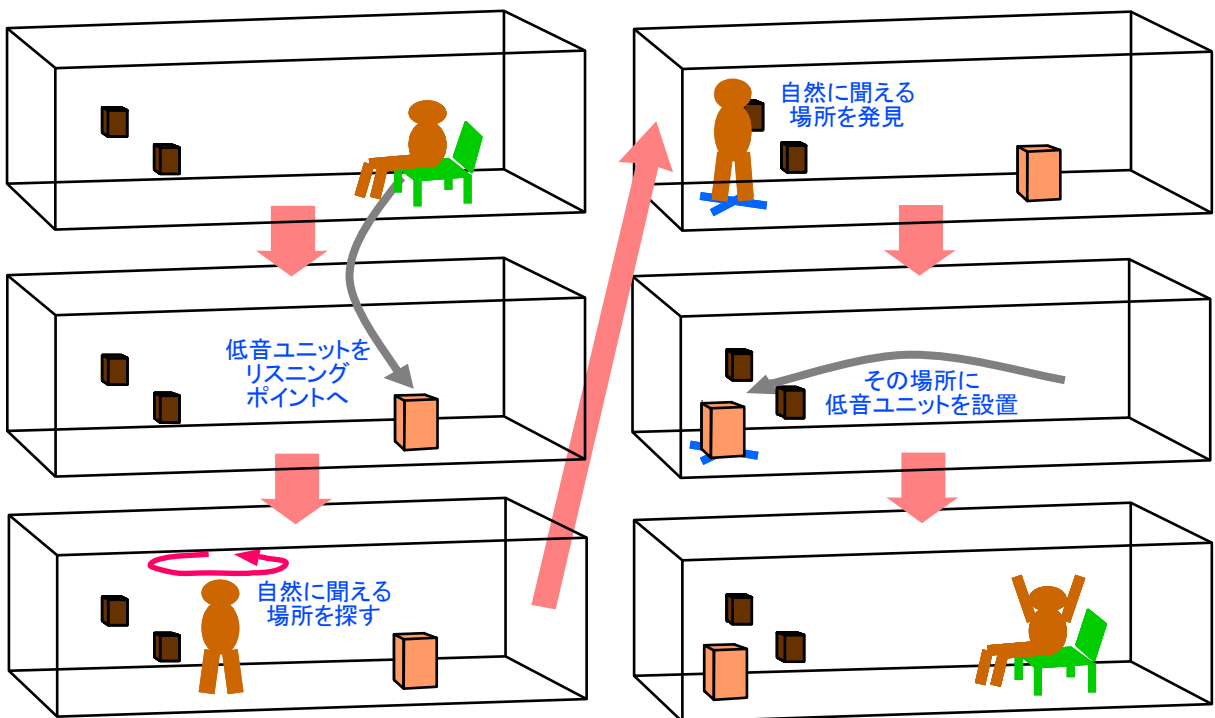 低音ユニットを
リスニング
ポイントへ
自然に聞える
場所を探す
自然に聞える
場所を発見
その場所に
低音ユニットを設置